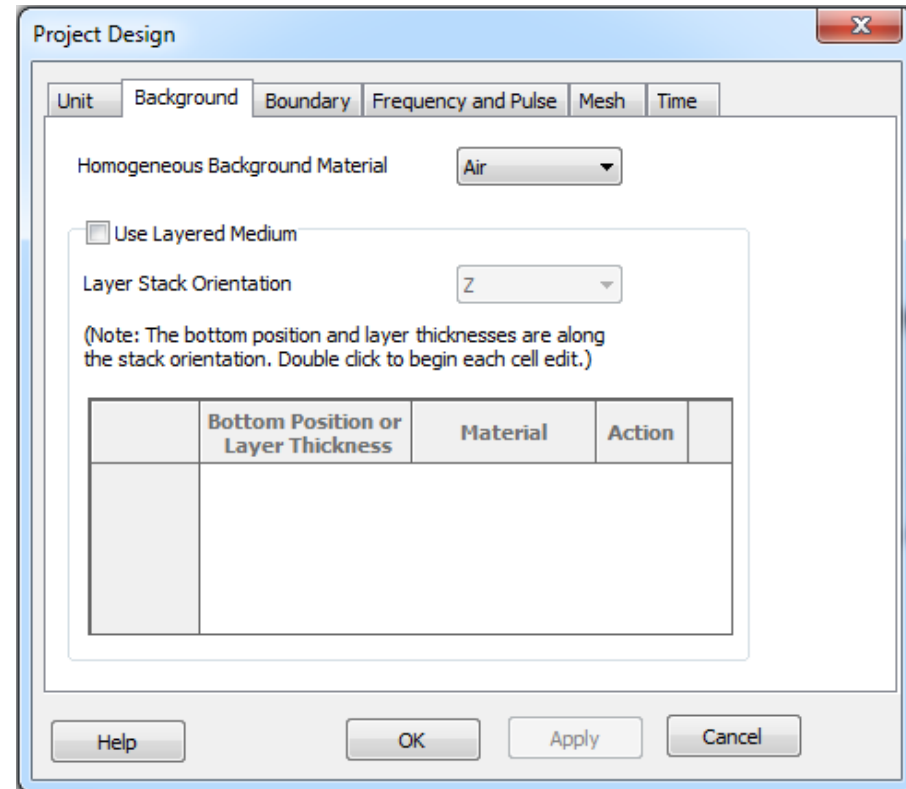 Project Design
X
Unit Background Boundary Frequency and Pulse Mesh Time
Homogeneous Background Material Air
Use Layered Medium
Layer Stack Orientation Z
(Note: The bottom position and layer thicknesses are along
the stack orientation. Double click to begin each cell edit.)
Bottom Position or
Layer Thickness Material Action
Help OK Apply Cancel